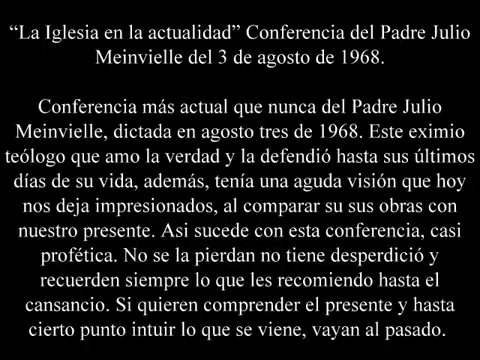 “La Iglesia en la actualidad” Conferencia del Padre Julio
Meinvielle del 3 de agosto de 1968.
Conferencia más actual que nunca del Padre Julio
Meinvielle, dictada en agosto tres de 1968. Este eximio
teólogo que amo la verdad y la defendió hasta sus últimos
días de su vida, además, tenía una aguda visión que hoy
nos deja impresionados, al comparar su sus obras con
nuestro presente. Asi sucede con esta conferencia, casi
profética. No se la pierdan no tiene desperdició y
recuerden siempre lo que les recomiendo hasta el
cansancio. Si quieren comprender el presente y hasta
cierto punto intuir lo que se viene, vayan al pasado.